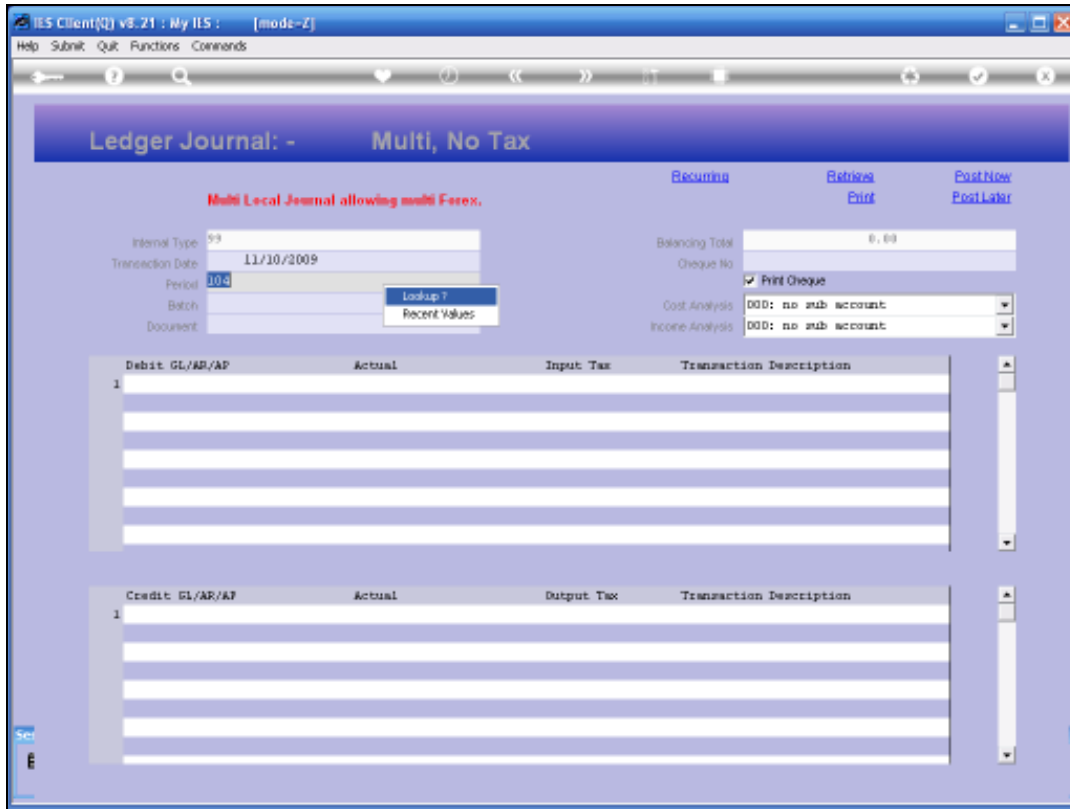 IES Client(Q) v8.21 : My IES : [mode=Z]
Help Submit Quit Functions Commands
Ledger Journal: - Multi, No Tax
Recurring Retrieve Post Now
Multi Local Journal allowing multi Forex. Print Post Later
Internal Type 99 Balancing Total 0.00
Transaction Date 11/10/2009 Cheque No
Period 104 Print Cheque
Lookup ?
Batch Cost Analysis 000: no sub account
Recent Values
Document Income Analysis 000: no sub account
Debit GL/AR/AP Actual Input Tax Transaction Description
1
Credit GL/AR/AP Actual Output Tax Transaction Description
1